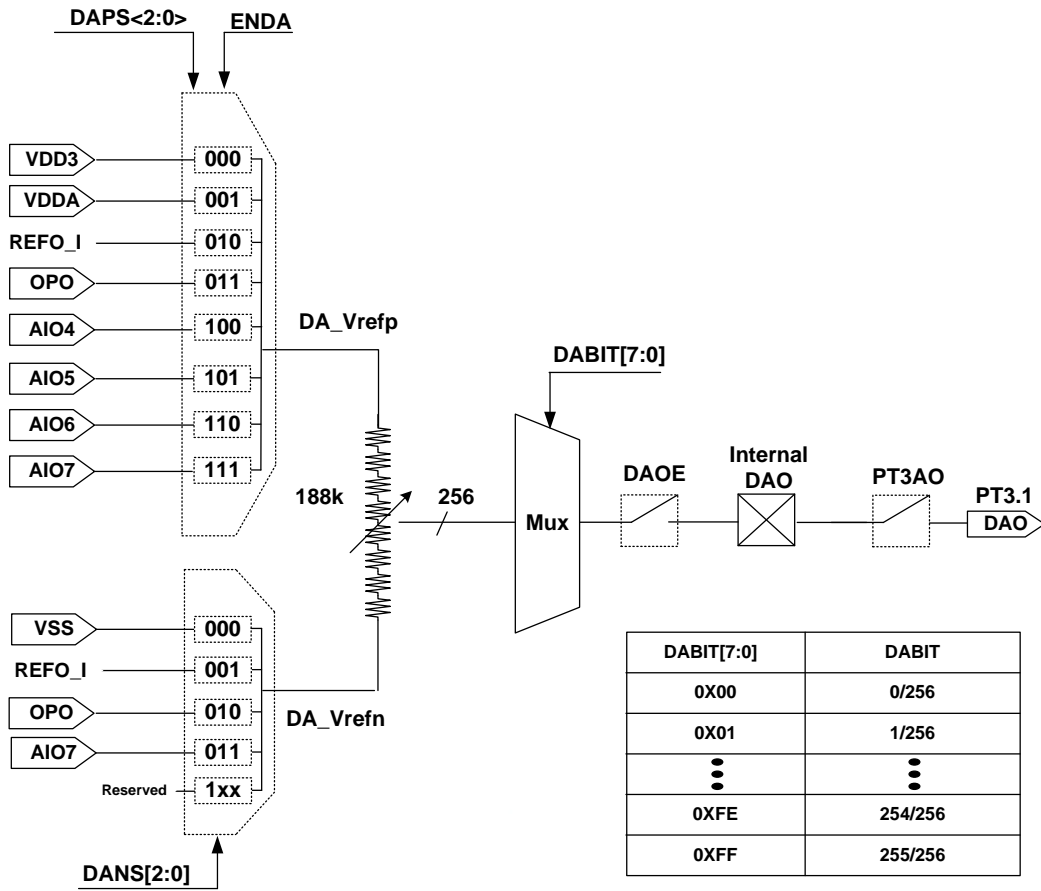 DAPS<2:0>
ENDA
VDD3
000
VDDA
001
REFO_I
010
OPO
011
AIO4
100
AIO5
101
AIO6
110
AIO7
111
DA_Vrefp
188k
256
DABIT[7:0]
Mux
DAOE
Internal
DAO
PT3AO
PT3.1
DAO
VSS
000
REFO_I
001
OPO
010
AIO7
011
Reserved
1xx
DA_Vrefn
DANS[2:0]
DABIT[7:0] DABIT
0X00 0/256
0X01 1/256
0XFE 254/256
0XFF 255/256